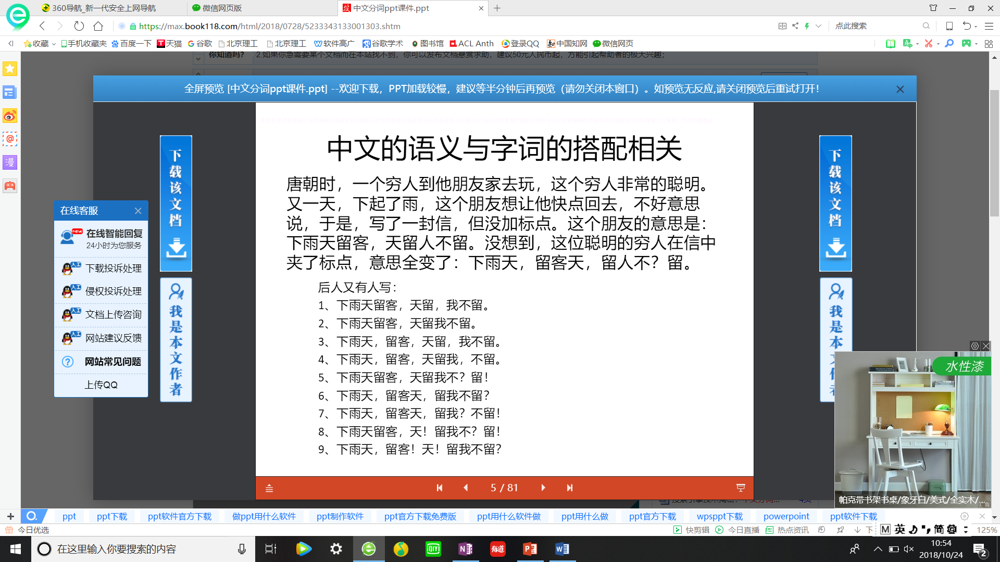 360导航_新一代安全上网导航
微信网页版
中文分词ppt课件.ppt
https://max.book118.com/html/2018/0728/5233343133001303.shtm
点此搜索
收藏
手机收藏夹
百度一下
天猫
谷歌
北京理工
北京理工
软件高广
谷歌学术
图书馆
ACL Anth
登录QQ
中国知网
微信网页
你知道吗?
2.如果你急需要某个文档而在本站找不到，你可以发布文档悬赏求助，建议50元人民币起，方能引起帮助者的极大兴趣；
全屏预览 [中文分词ppt课件.ppt] --欢迎下载，PPT加载较慢，建议等半分钟后再预览（请勿关闭本窗口）。如预览无反应,请关闭预览后重试打开！
下载该文档
我是本文作者
在线客服
在线智能回复
24小时为您服务
下载投诉处理
侵权投诉处理
文档上传咨询
网站建议反馈
网站常见问题
上传QQ
中文的语义与字词的搭配相关
唐朝时，一个穷人到他朋友家去玩，这个穷人非常的聪明。
又一天，下起了雨，这个朋友想让他快点回去，不好意思
说，于是，写了一封信，但没加标点。这个朋友的意思是：
下雨天留客，天留人不留。没想到，这位聪明的穷人在信中
夹了标点，意思全变了：下雨天，留客天，留人不？留。
后人又有人写：
1、下雨天留客，天留，我不留。
2、下雨天留客，天留我不留。
3、下雨天，留客，天留，我不留。
4、下雨天，留客，天留我，不留。
5、下雨天留客，天留我不？留！
6、下雨天，留客天，留我不留？
7、下雨天，留客天，留我？不留！
8、下雨天留客，天！留我不？留！
9、下雨天，留客！天！留我不留？
5 / 81
下载该文档
我是本
水性漆
帕克带书架书桌/象牙白/美式/全实木/...
广告
ppt
ppt下载
ppt软件官方下载
做ppt用什么软件
ppt制作软件
ppt官方下载免费版
ppt用什么软件做
ppt用什么做
ppt官方下载
wpsppt下载
powerpoint
ppt软件下载
今日优选
快剪辑
今日直播
热点资讯
下
M 英 简
125%
在这里输入你要搜索的内容
10:54
2018/10/24
2